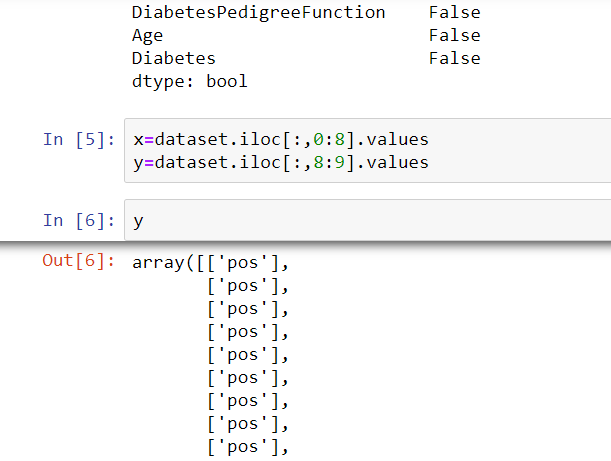 DiabetesPedigreeFunction    False
Age                         False
Diabetes                    False
dtype: bool
In [5]: x=dataset.iloc[:,0:8].values
y=dataset.iloc[:,8:9].values
In [6]: y
Out[6]: array([['pos'],
['pos'],
['pos'],
['pos'],
['pos'],
['pos'],
['pos'],
['pos'],
['pos'],